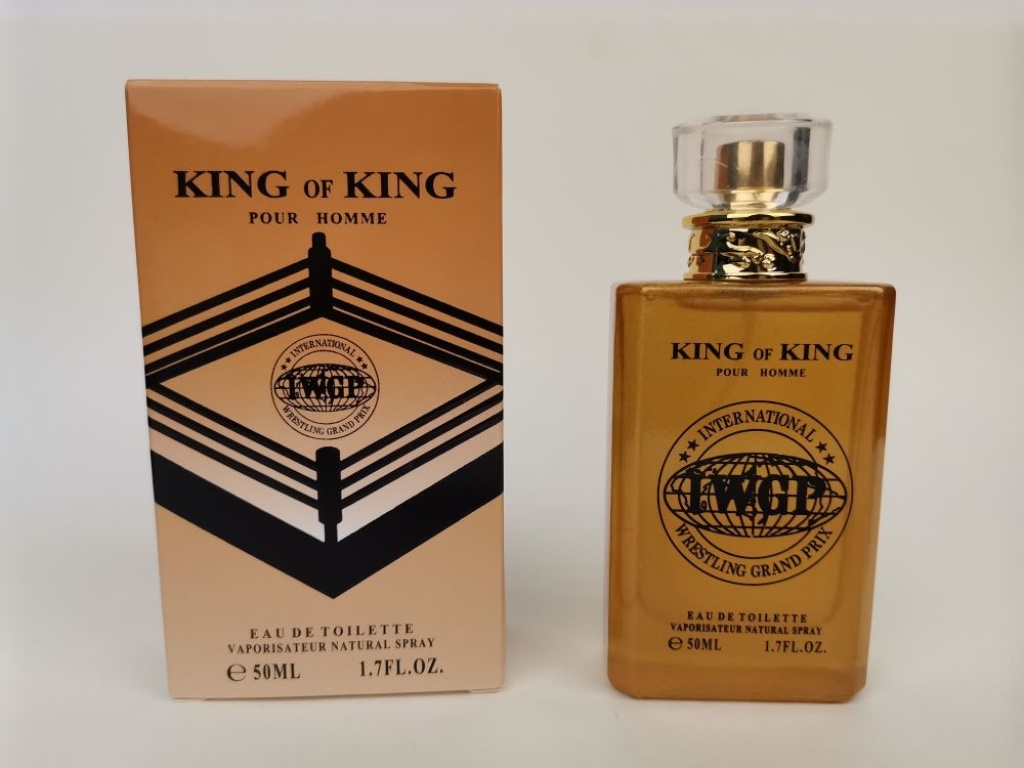 KING OF KING
POUR HOMME
INTERNATIONAL
IWGP
WRESTLING GRAND PRIX
EAU DE TOILETTE
VAPORISATEUR NATURAL SPRAY
℮ 50ML 1.7FL.OZ.
KING OF KING
POUR HOMME
INTERNATIONAL
IWGP
WRESTLING GRAND PRIX
EAU DE TOILETTE
VAPORISATEUR NATURAL SPRAY
℮ 50ML 1.7FL.OZ.